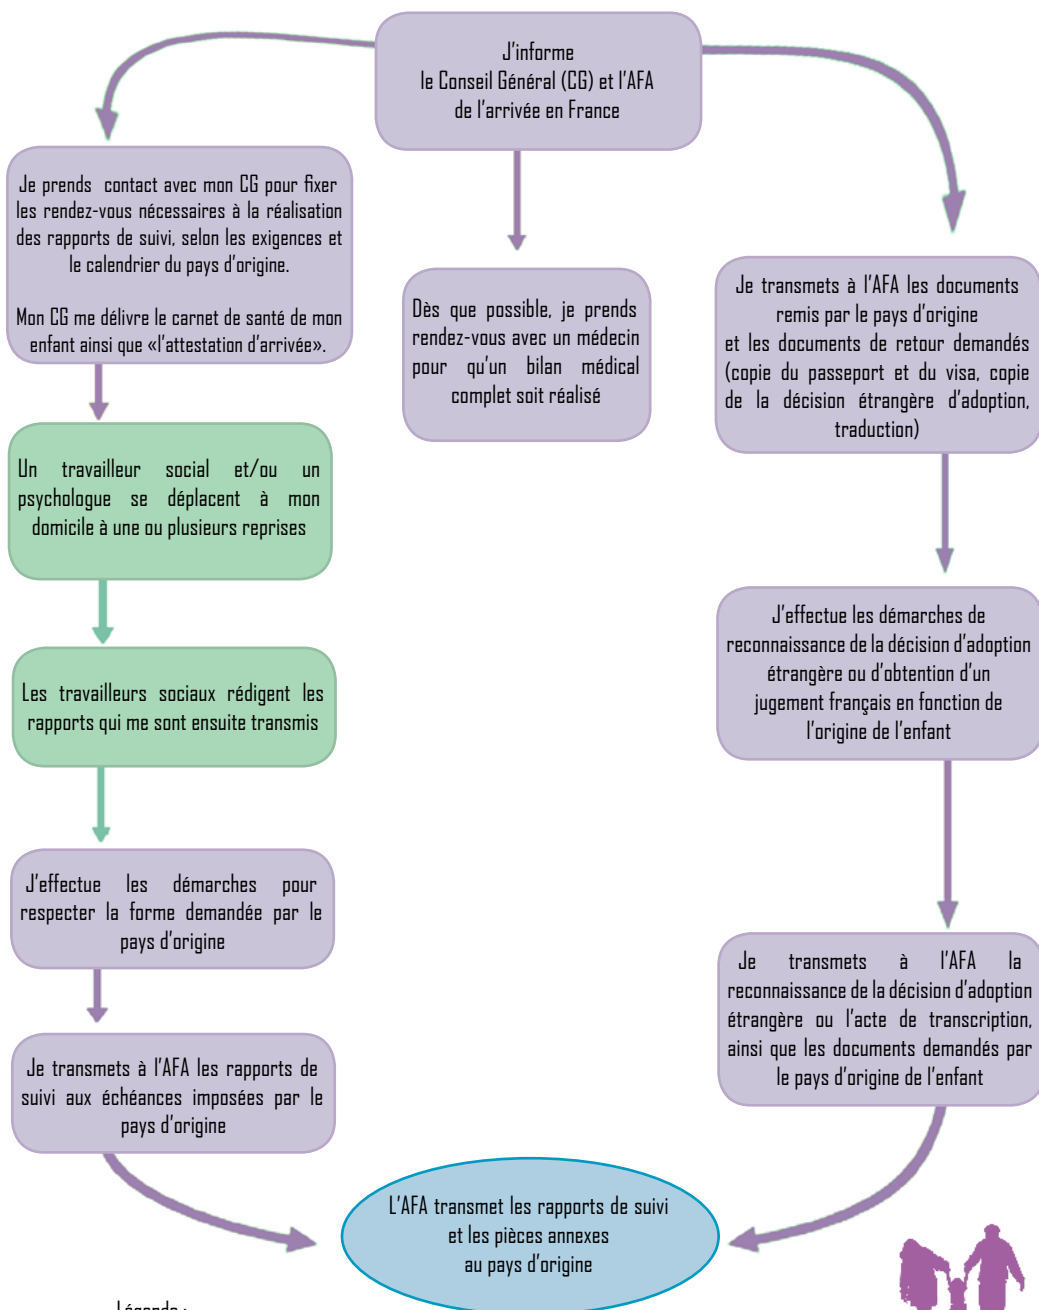 J'informe
le Conseil Général (CG) et l'AFA
de l'arrivée en France
Je prends contact avec mon CG pour fixer
les rendez-vous nécessaires à la réalisation
des rapports de suivi, selon les exigences et
le calendrier du pays d'origine.
Mon CG me délivre le carnet de santé de mon
enfant ainsi que «l'attestation d'arrivée».
Dès que possible, je prends
rendez-vous avec un médecin
pour qu'un bilan médical
complet soit réalisé
Je transmets à l'AFA les documents
remis par le pays d'origine
et les documents de retour demandés
(copie du passeport et du visa, copie
de la décision étrangère d'adoption,
traduction)
Un travailleur social et/ou un
psychologue se déplacent à mon
domicile à une ou plusieurs reprises
J'effectue les démarches de
reconnaissance de la décision d'adoption
étrangère ou d'obtention d'un
jugement français en fonction de
l'origine de l'enfant
Les travailleurs sociaux rédigent les
rapports qui me sont ensuite transmis
J'effectue les démarches pour
respecter la forme demandée par le
pays d'origine
Je transmets à l'AFA la
reconnaissance de la décision d'adoption
étrangère ou l'acte de transcription,
ainsi que les documents demandés par
le pays d'origine de l'enfant
Je transmets à l'AFA les rapports de
suivi aux échéances imposées par le
pays d'origine
L'AFA transmet les rapports de suivi
et les pièces annexes
au pays d'origine
Légende :